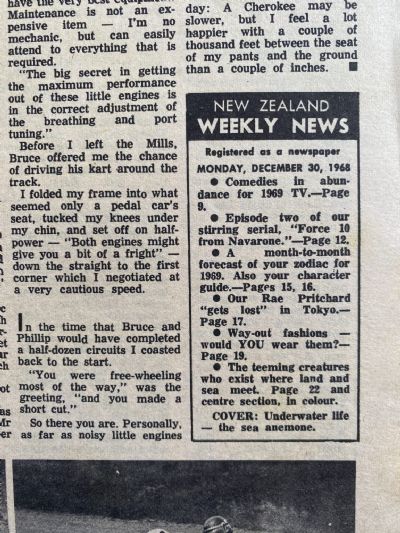 have the very best equipment.
Maintenance is not an ex-
pensive item — I'm no
mechanic, but can easily
attend to everything that is
required.
"The big secret in getting
the maximum performance
out of these little engines is
in the correct adjustment of
the breathing and port
tuning."
Before I left the Mills,
Bruce offered me the chance
of driving his kart around the
track.
I folded my frame into what
seemed only a pedal car's
seat, tucked my knees under
my chin, and set off on half-
power — "Both engines might
give you a bit of a fright" —
down the straight to the first
corner which I negotiated at
a very cautious speed.
In the time that Bruce and
Phillip would have completed
a half-dozen circuits I coasted
back to the start.
"You were free-wheeling
most of the way," was the
greeting, "and you made a
short cut."
So there you are. Personally,
as far as noisy little engines
day: A Cherokee may be
slower, but I feel a lot
happier with a couple of
thousand feet between the seat
of my pants and the ground
than a couple of inches. ■
NEW ZEALAND
WEEKLY NEWS
Registered as a newspaper
MONDAY, DECEMBER 30, 1968
● Comedies in abun-
dance for 1969 TV.—Page
9.
● Episode two of our
stirring serial, "Force 10
from Navarone."—Page 12.
● A month-to-month
forecast of your zodiac for
1969. Also your character
guide.—Pages 15, 16.
● Our Rae Pritchard
"gets lost" in Tokyo.—
Page 17.
● Way-out fashions —
would YOU wear them?—
Page 19.
● The teeming creatures
who exist where land and
sea meet. Page 22 and
centre section, in colour.
COVER: Underwater life
— the sea anemone.